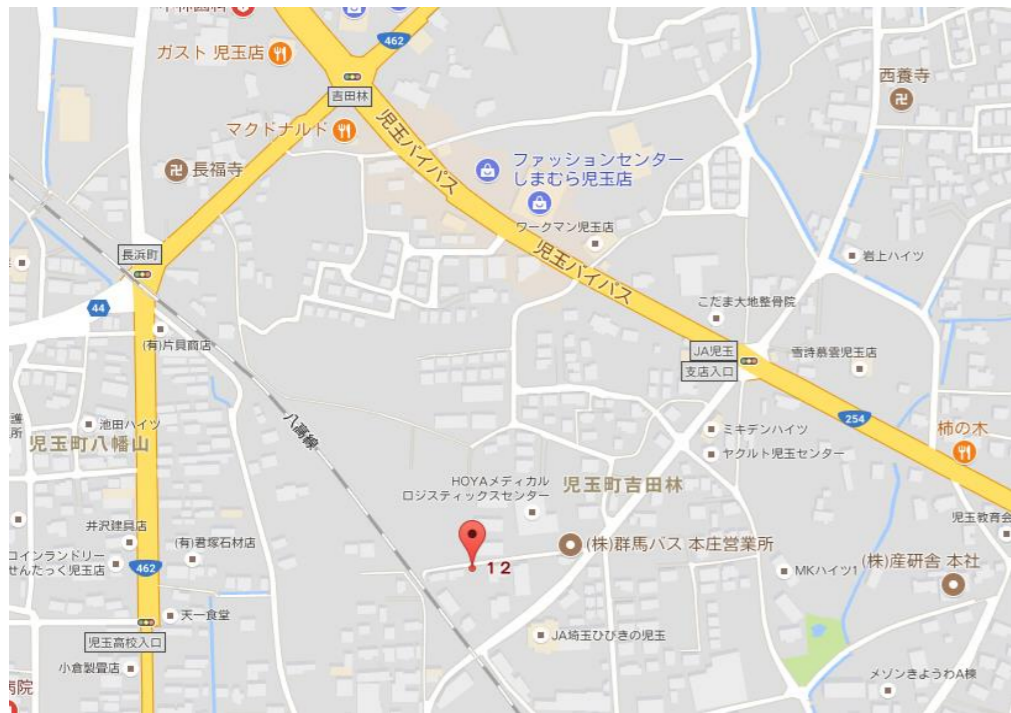 462
ガスト 児玉店
吉田林
西養寺
マクドナルド
児玉バイパス
長福寺
ファッションセンター
しまむら児玉店
ワークマン児玉店
長浜町
児玉バイパス
岩上ハイツ
44
こだま大地整骨院
(有)片貝商店
JA児玉
支店入口
雪詩慕雲児玉店
254
池田ハイツ
児玉町八幡山
八高線
ミキデンハイツ
柿の木
ヤクルト児玉センター
HOYAメディカル
ロジスティックスセンター
児玉町吉田林
井沢建具店
(有)君塚石材店
児玉教育会
(株)群馬バス 本庄営業所
コインランドリー
せんたっく児玉店
462
12
MKハイツ1
(株)産研舎 本社
天一食堂
児玉高校入口
JA埼玉ひびきの児玉
小倉製畳店
メゾンきようわA棟
病院